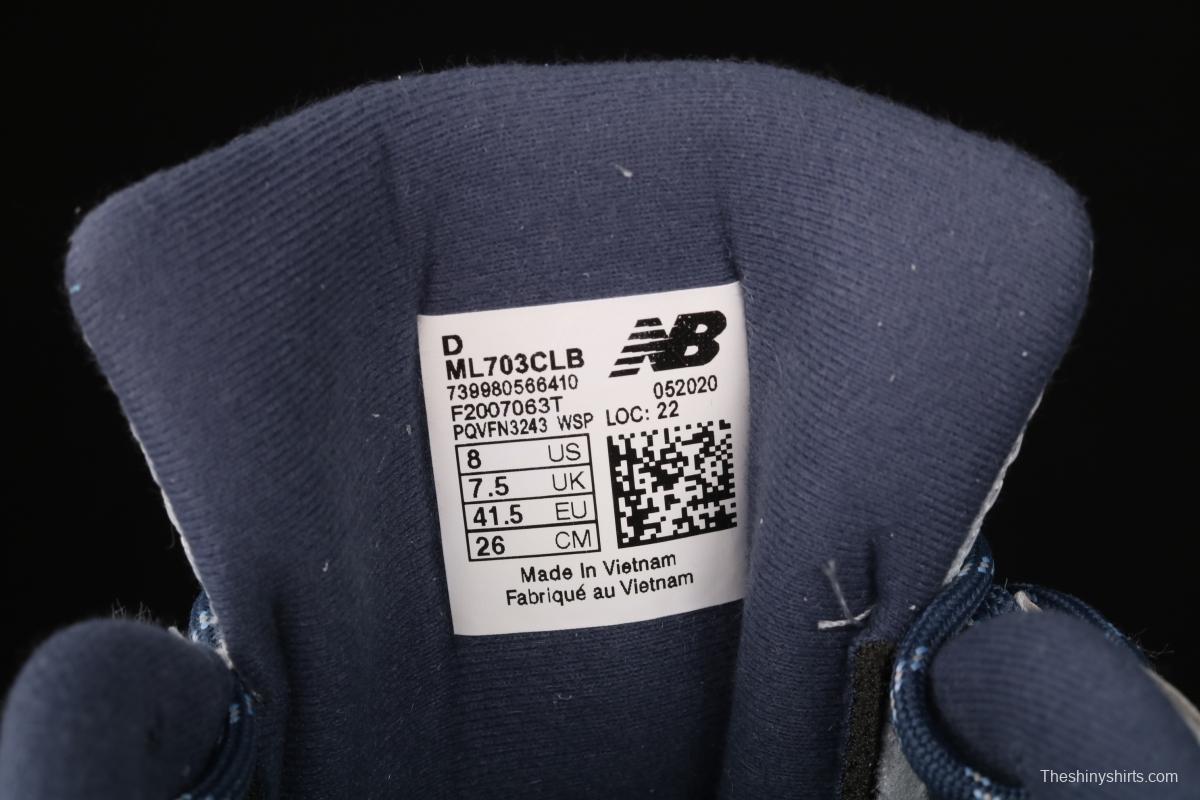 D
ML703CLB
739980566410
F2007063T
PQVFN3243 WSP
NB
052020
LOC: 22
8 US
7.5 UK
41.5 EU
26 CM
Made In Vietnam
Fabriqué au Vietnam
Theshinyshirts.com